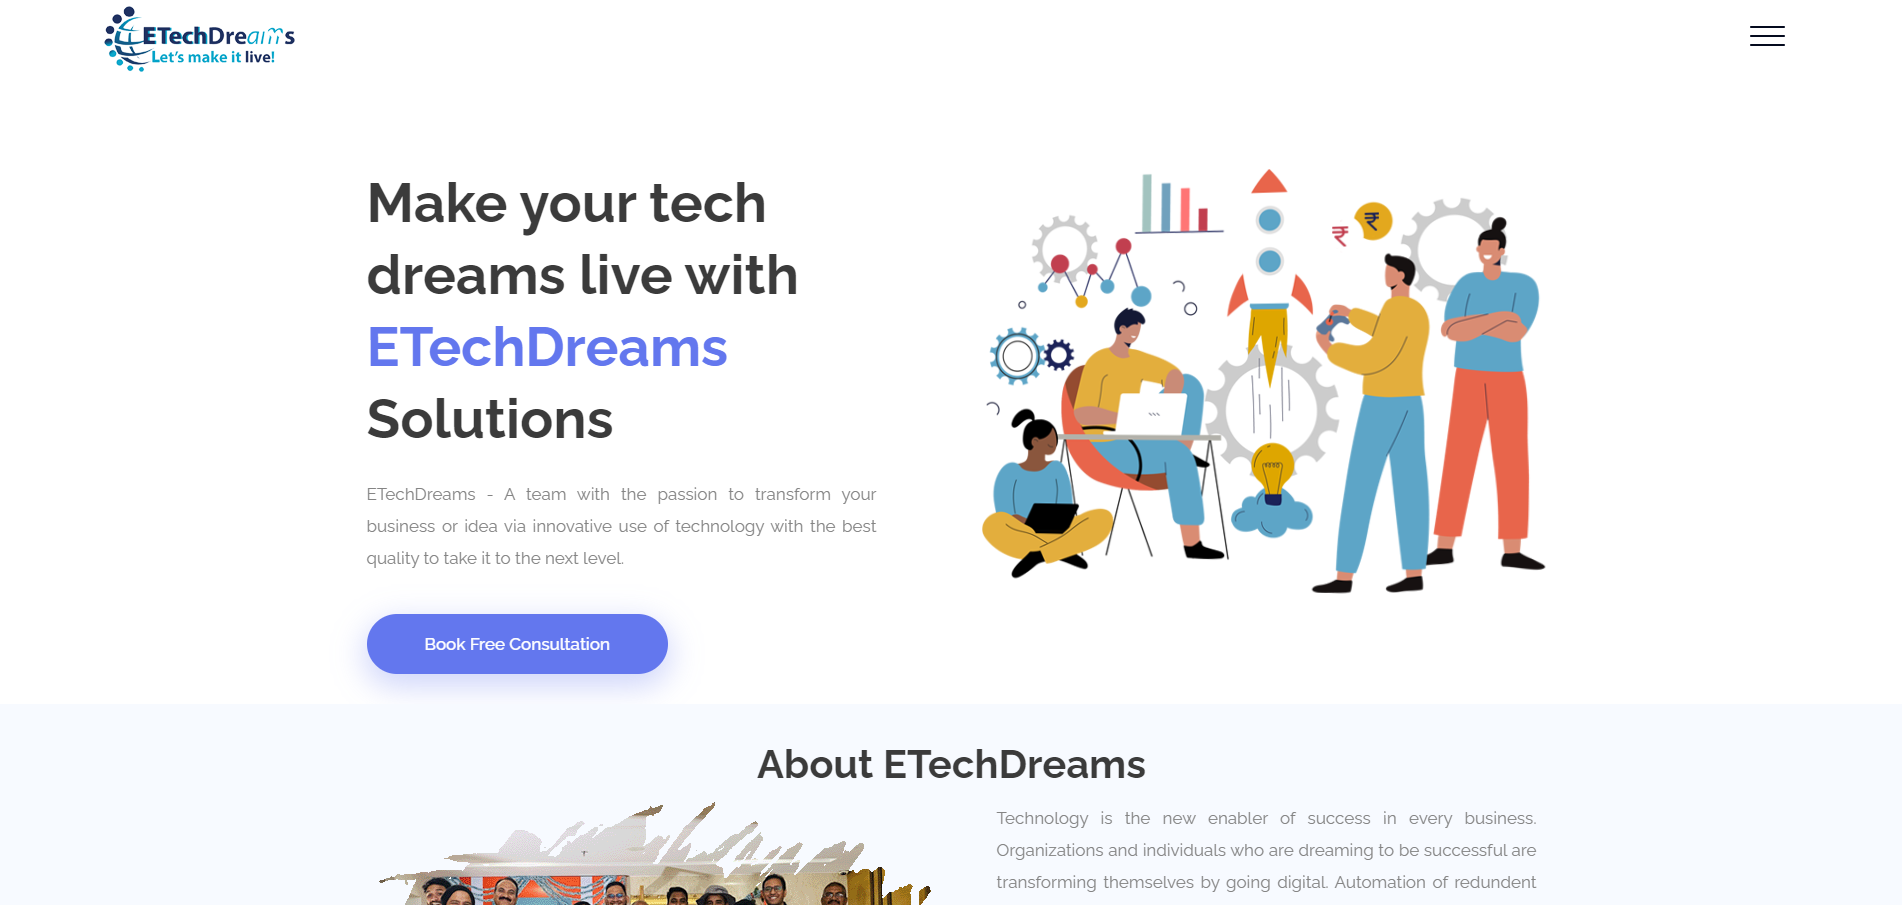 ETechDreams
Let's make it live!
Make your tech
dreams live with
ETechDreams
Solutions
ETechDreams - A team with the passion to transform your
business or idea via innovative use of technology with the best
quality to take it to the next level.
₹
₹
Book Free Consultation
About ETechDreams
Technology is the new enabler of success in every business.
Organizations and individuals who are dreaming to be successful are
transforming themselves by going digital. Automation of redundent